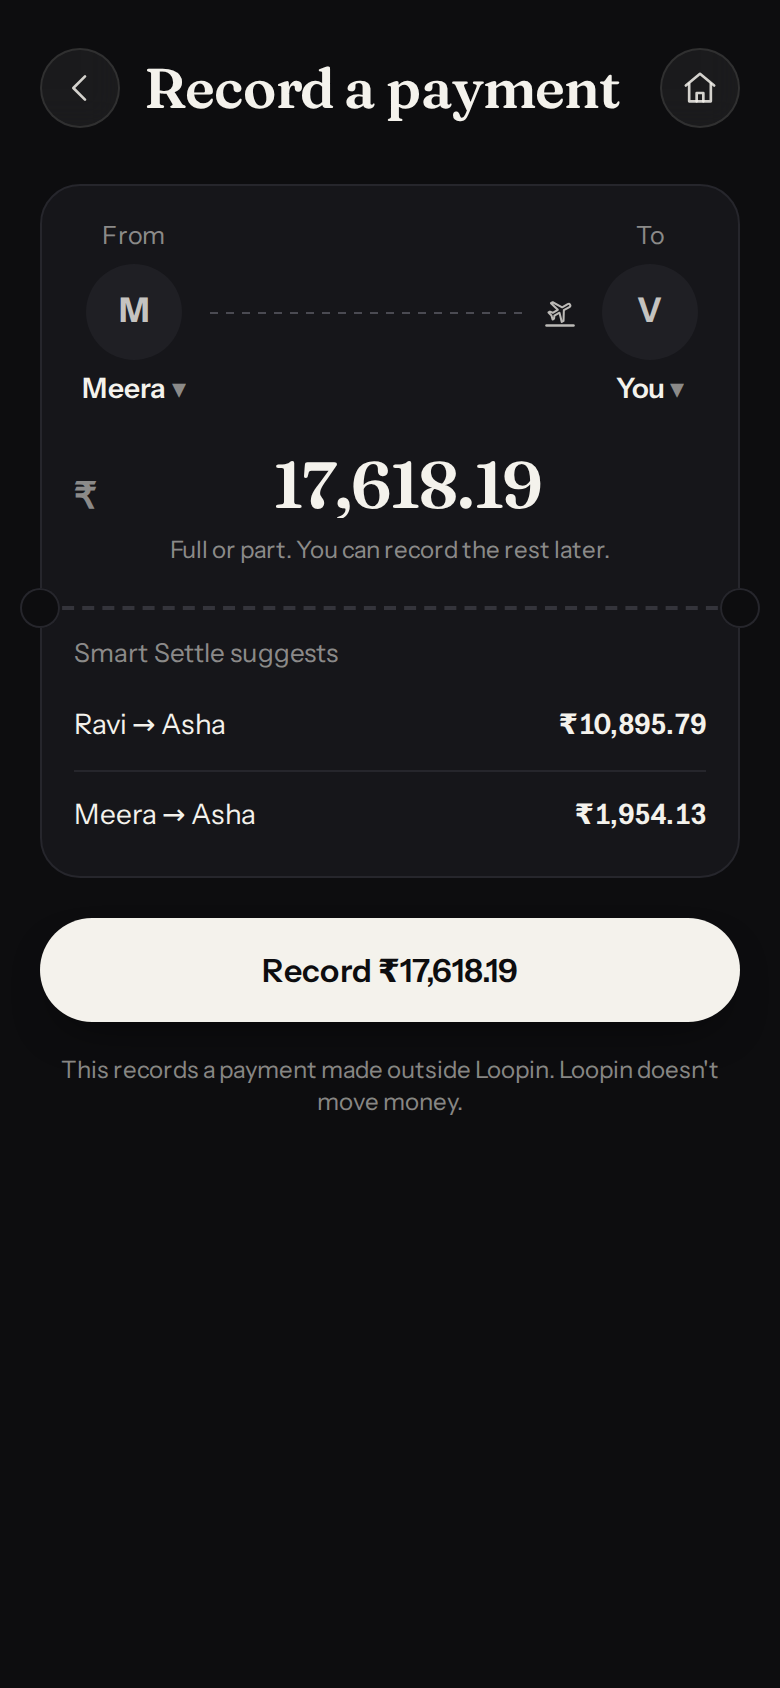 Record a payment
From
To
M
V
Meera ▾
You ▾
₹ 17,618.19
Full or part. You can record the rest later.
Smart Settle suggests
Ravi → Asha ₹10,895.79
Meera → Asha ₹1,954.13
Record ₹17,618.19
This records a payment made outside Loopin. Loopin doesn't
move money.